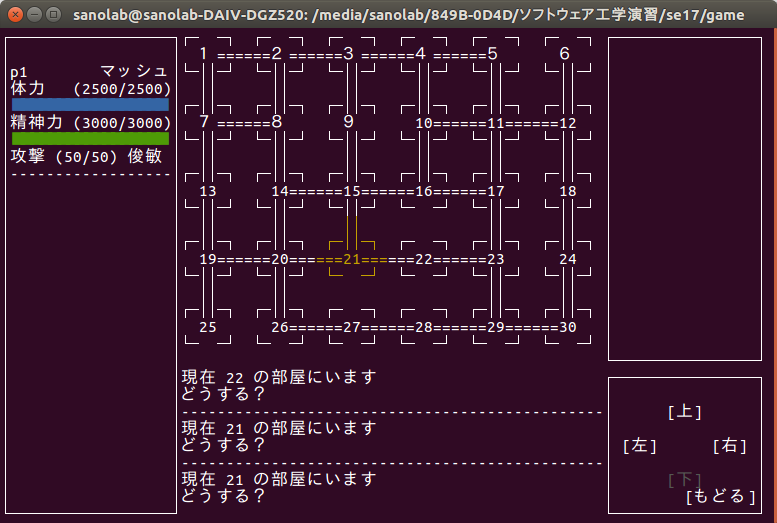 sanolab@sanolab-DAIV-DGZ520: /media/sanolab/849B-0D4D/ソフトウェア工学演習/se17/game
p1 マッシュ
体力 (2500/2500)
精神力 (3000/3000)
攻撃 (50/50) 俊敏
-------------------
1 ======2 ======3 ======4 ======5 6
7 ======8 9 10======11======12
13 14======15======16======17 18
19======20======21======22======23 24
25 26======27======28======29======30
現在 22 の部屋にいます
どうする？
-----------------------------------------------
現在 21 の部屋にいます
どうする？
-----------------------------------------------
現在 21 の部屋にいます
どうする？
[上]
[左] [右]
[下]
[もどる]